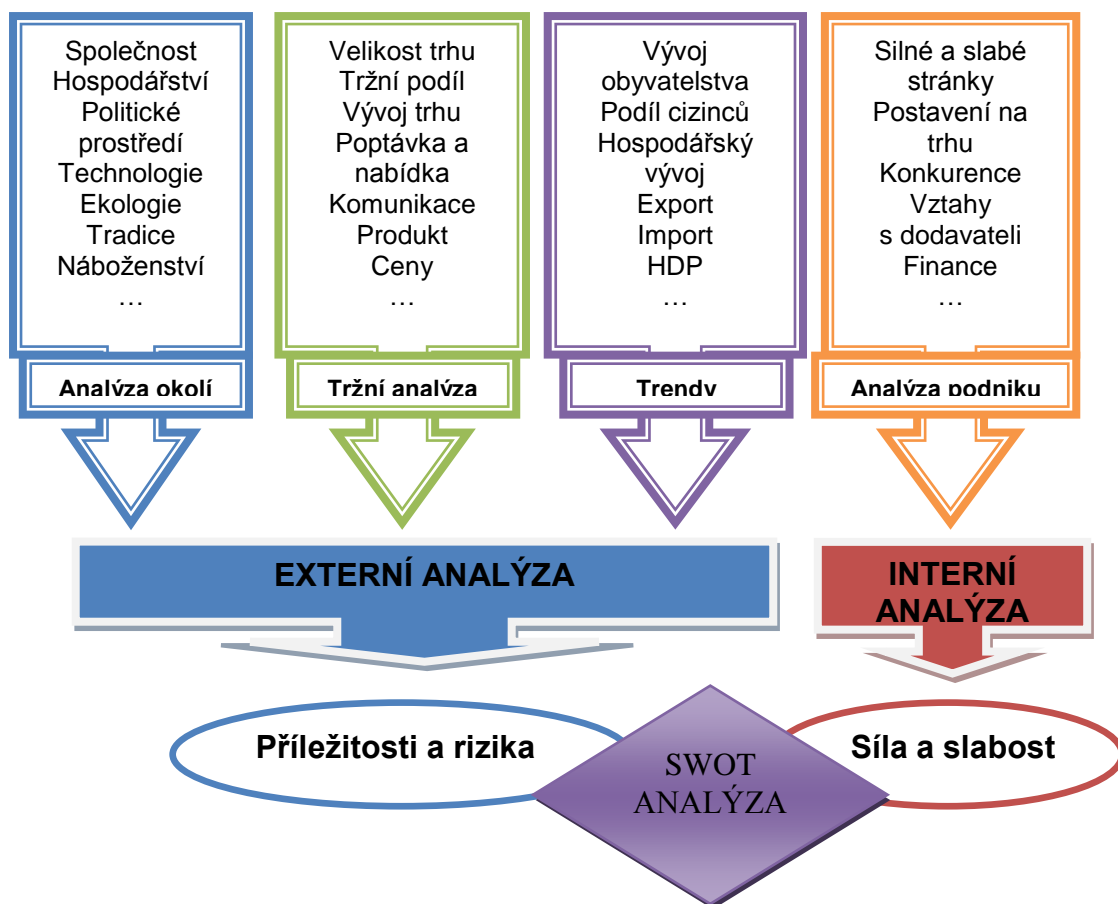 Společnost
Hospodářství
Politické
prostředí
Technologie
Ekologie
Tradice
Náboženství
…
Analýza okolí
Velikost trhu
Tržní podíl
Vývoj trhu
Poptávka a
nabídka
Komunikace
Produkt
Ceny
…
Tržní analýza
Vývoj
obyvatelstva
Podíl cizinců
Hospodářský
vývoj
Export
Import
HDP
…
Trendy
Silné a slabé
stránky
Postavení na
trhu
Konkurence
Vztahy
s dodavateli
Finance
…
Analýza podniku
EXTERNÍ ANALÝZA
INTERNÍ
ANALÝZA
Příležitosti a rizika
SWOT
ANALÝZA
Síla a slabost